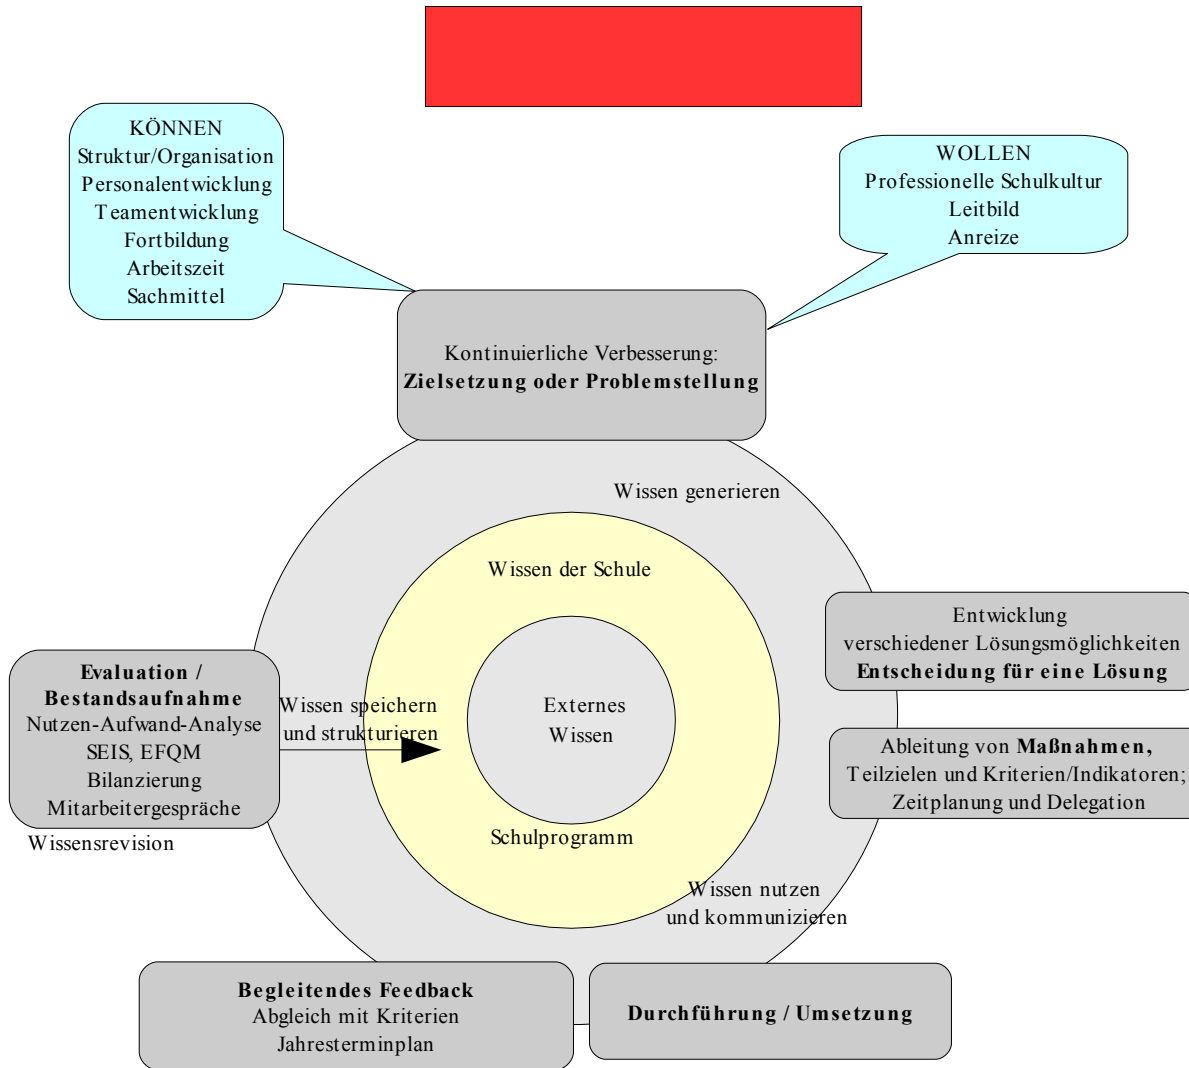 KÖNNEN
Struktur/Organisation
Personalentwicklung
Teamentwicklung
Fortbildung
Arbeitszeit
Sachmittel
WOLLEN
Professionelle Schulkultur
Leitbild
Anreize
Kontinuierliche Verbesserung:
Zielsetzung oder Problemstellung
Wissen generieren
Wissen der Schule
Externes
Wissen
Schulprogramm
Entwicklung
verschiedener Lösungsmöglichkeiten
Entscheidung für eine Lösung
Ableitung von Maßnahmen,
Teilzielen und Kriterien/Indikatoren;
Zeitplanung und Delegation
Evaluation /
Bestandsaufnahme
Nutzen-Aufwand-Analyse
SEIS, EFQM
Bilanzierung
Mitarbeitergespräche
Wissensrevision
Wissen speichern
und strukturieren
Wissen nutzen
und kommunizieren
Begleitendes Feedback
Abgleich mit Kriterien
Jahresterminplan
Durchführung / Umsetzung